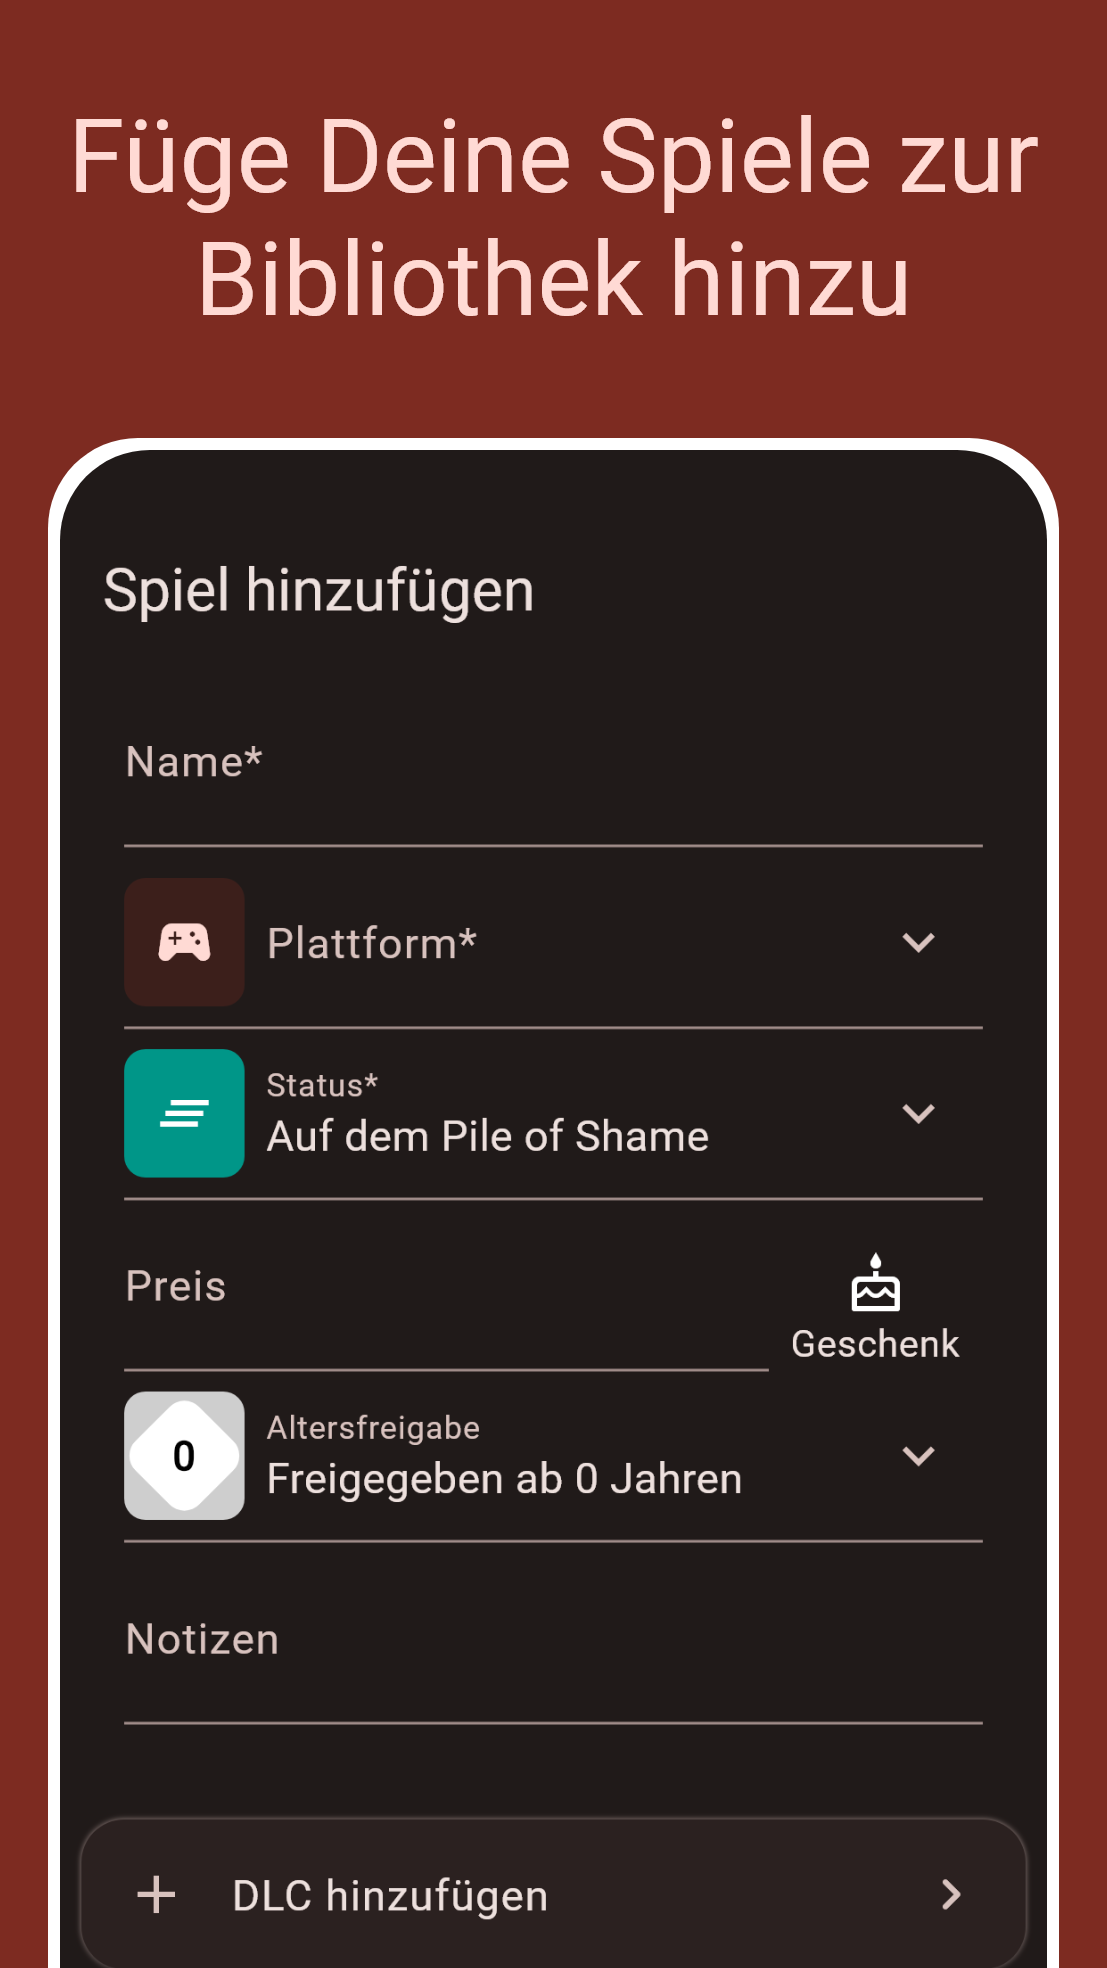 Füge Deine Spiele zur
Bibliothek hinzu
Spiel hinzufügen
Name*
Plattform*
Status*
Auf dem Pile of Shame
Preis
Geschenk
0
Altersfreigabe
Freigegeben ab 0 Jahren
Notizen
DLC hinzufügen